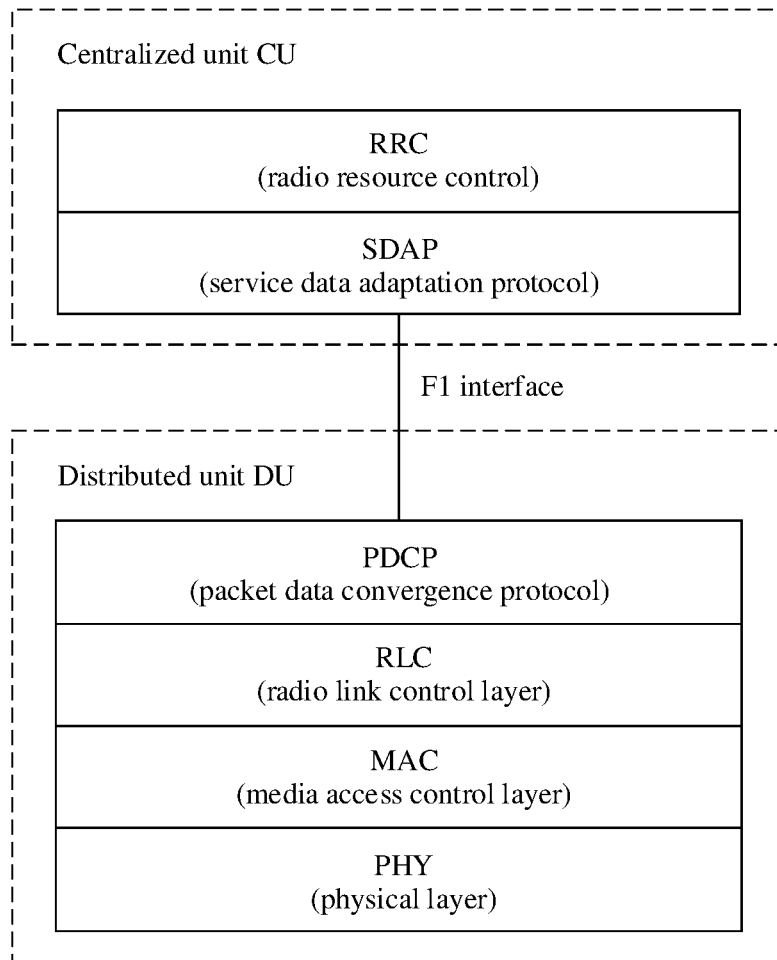 Centralized unit CU
RRC
(radio resource control)
SDAP
(service data adaptation protocol)
F1 interface
Distributed unit DU
PDCP
(packet data convergence protocol)
RLC
(radio link control layer)
MAC
(media access control layer)
PHY
(physical layer)